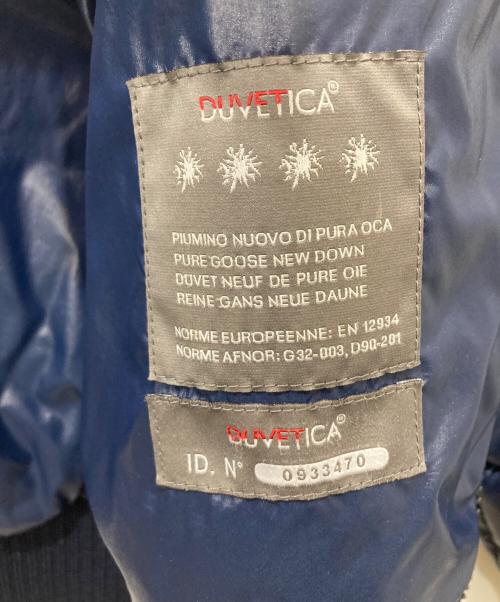 DUVETICA®
PIUMINO NUOVO DI PURA OCA
PURE GOOSE NEW DOWN
DUVET NEUF DE PURE OIE
REINE GANS NEUE DAUNE
NORME EUROPEENNE: EN 12934
NORME AFNOR: G32-003, D90-201
DUVETICA®
ID. N° 0933470